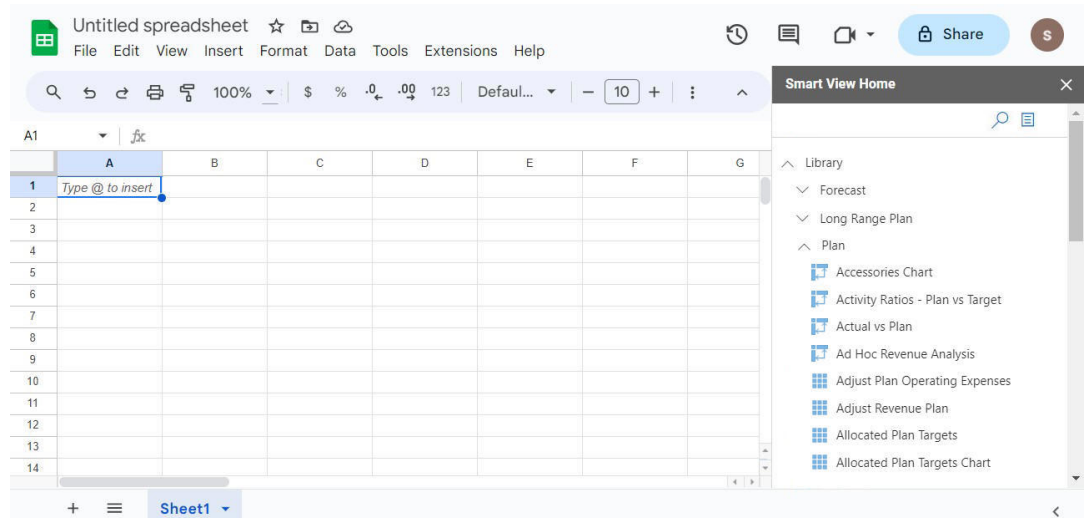 Untitled spreadsheet
File Edit View Insert Format Data Tools Extensions Help
Share
S
100% $ % .0 .00 123 Defaul... − 10 +
Smart View Home
A1 fx
A B C D E F G
1 Type @ to insert
2
3
4
5
6
7
8
9
10
11
12
13
14
Library
Forecast
Long Range Plan
Plan
Accessories Chart
Activity Ratios - Plan vs Target
Actual vs Plan
Ad Hoc Revenue Analysis
Adjust Plan Operating Expenses
Adjust Revenue Plan
Allocated Plan Targets
Allocated Plan Targets Chart
Sheet1